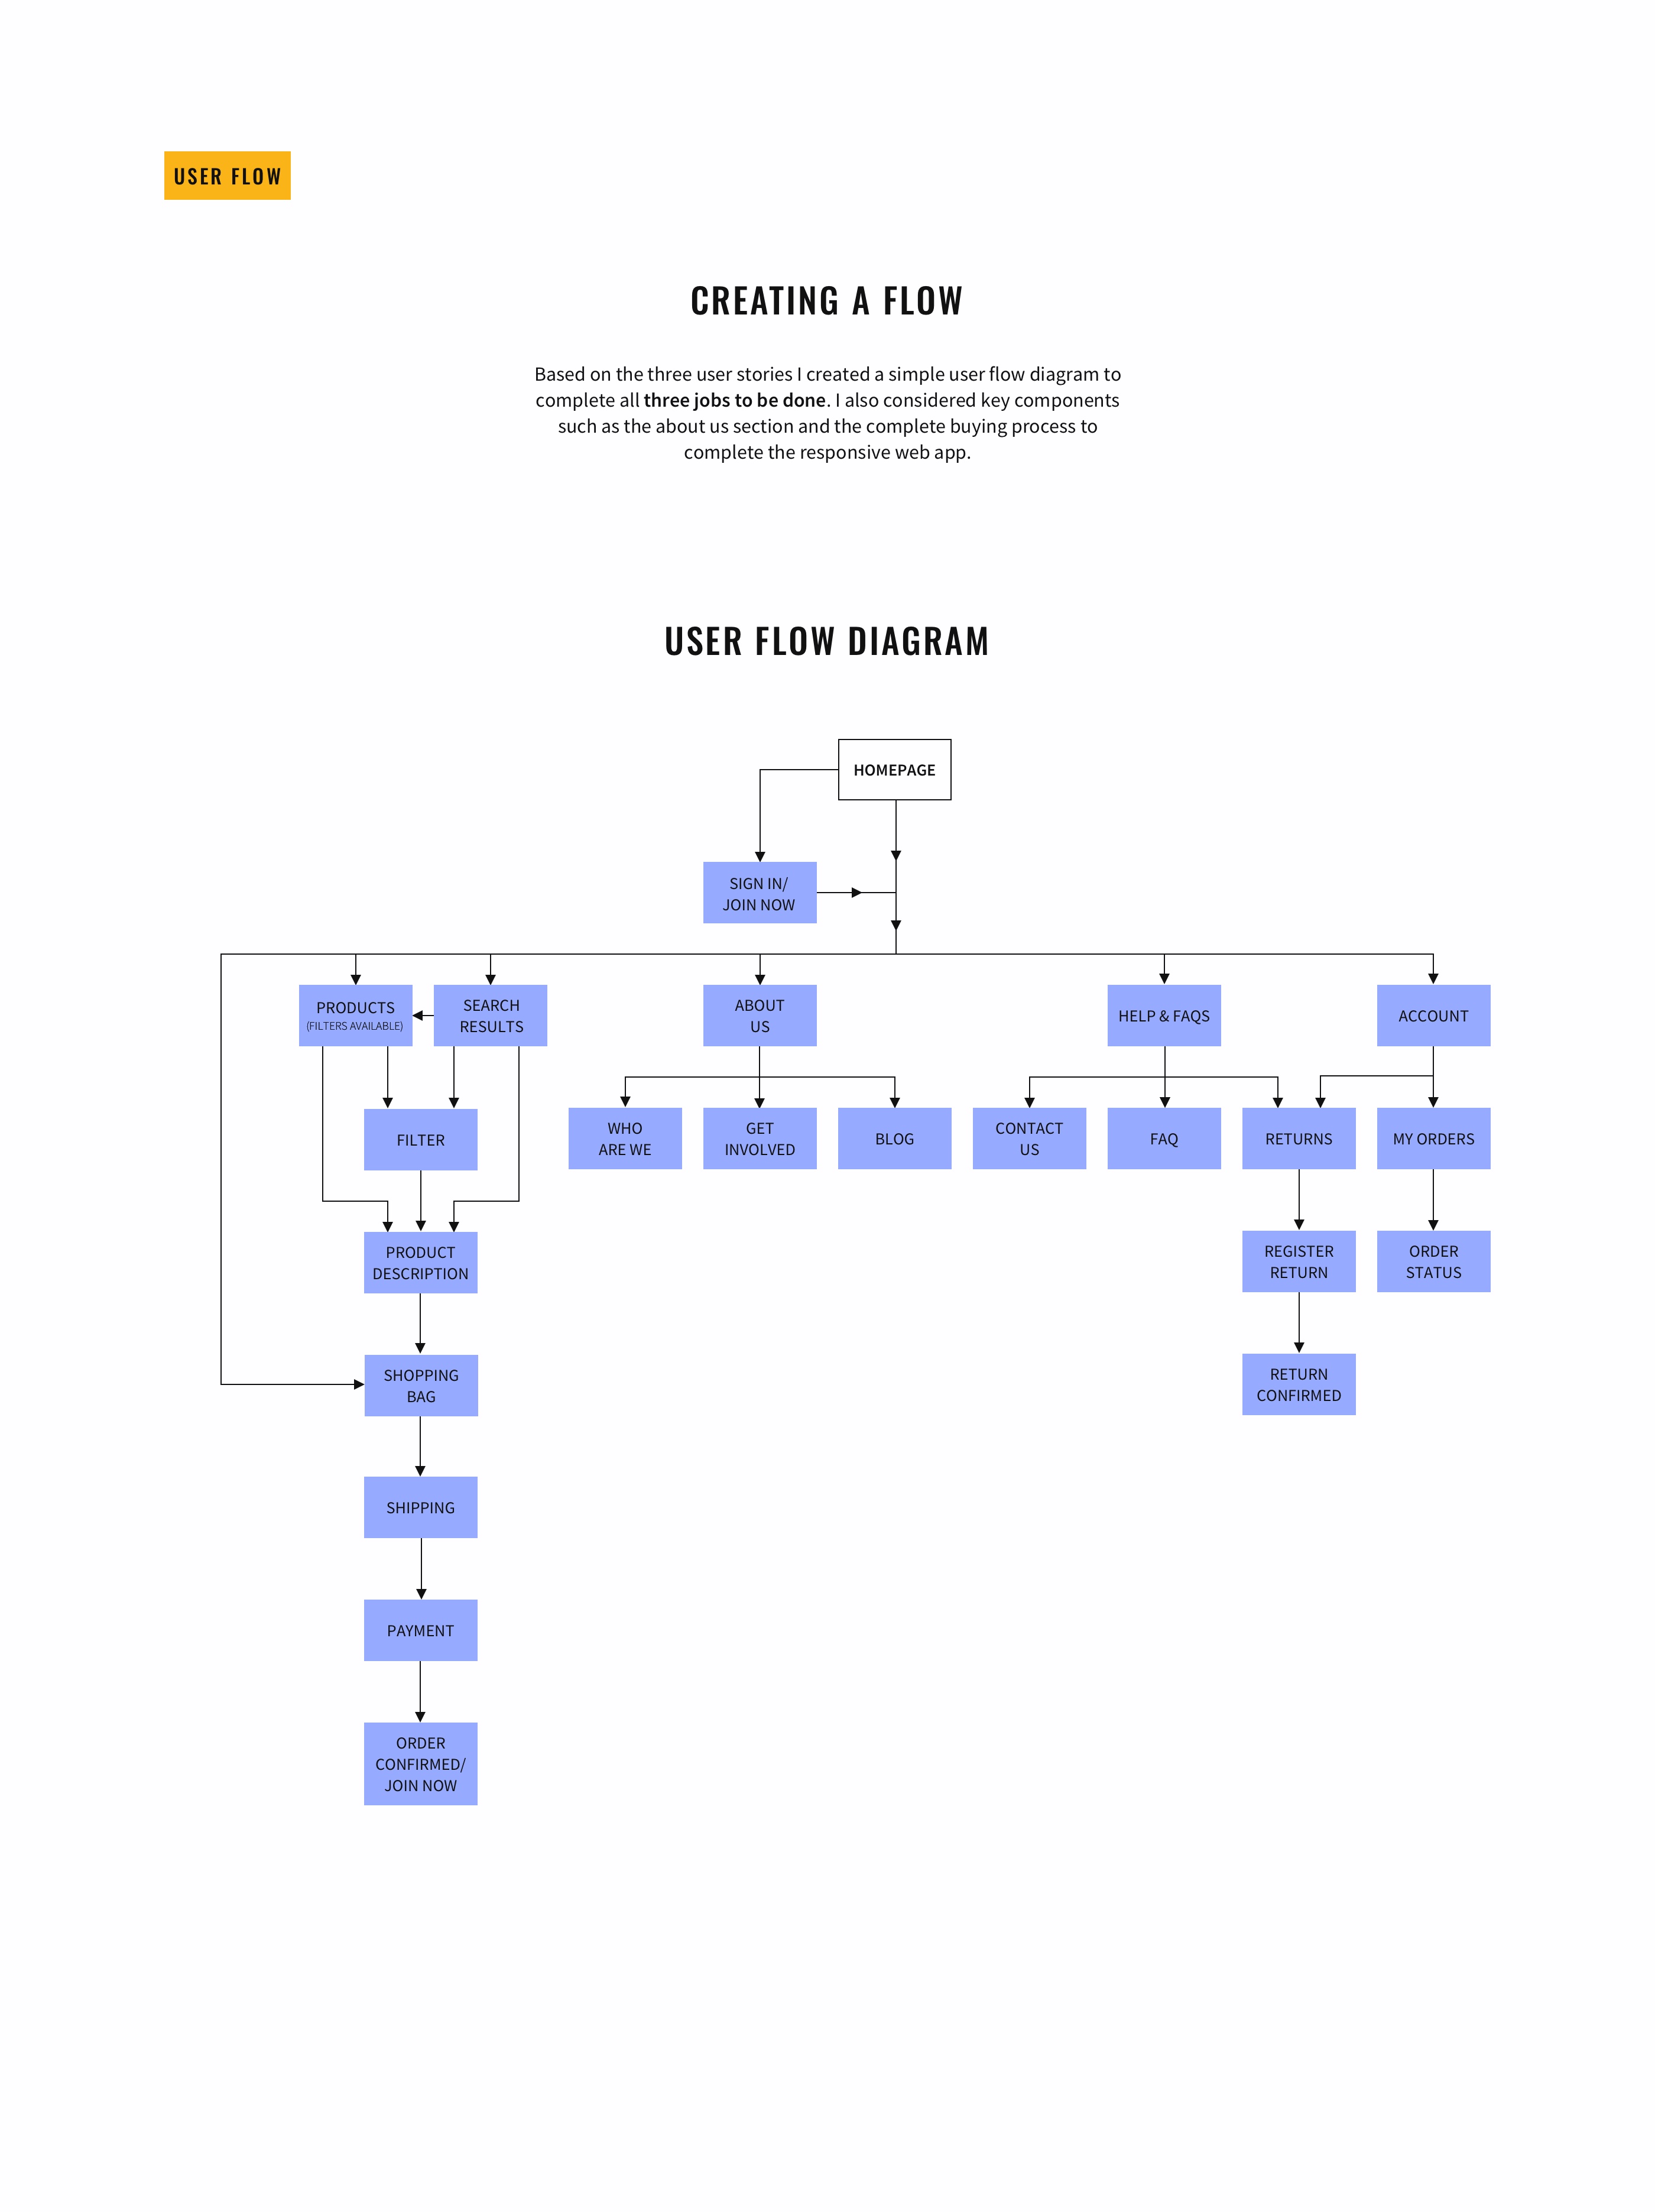 USER FLOW
CREATING A FLOW
Based on the three user stories I created a simple user flow diagram to
complete all three jobs to be done. I also considered key components
such as the about us section and the complete buying process to
complete the responsive web app.
USER FLOW DIAGRAM
HOMEPAGE
SIGN IN/
JOIN NOW
PRODUCTS
(FILTERS AVAILABLE)
SEARCH
RESULTS
ABOUT
US
HELP & FAQS
ACCOUNT
FILTER
WHO
ARE WE
GET
INVOLVED
BLOG
CONTACT
US
FAQ
RETURNS
MY ORDERS
PRODUCT
DESCRIPTION
REGISTER
RETURN
ORDER
STATUS
SHOPPING
BAG
RETURN
CONFIRMED
SHIPPING
PAYMENT
ORDER
CONFIRMED/
JOIN NOW